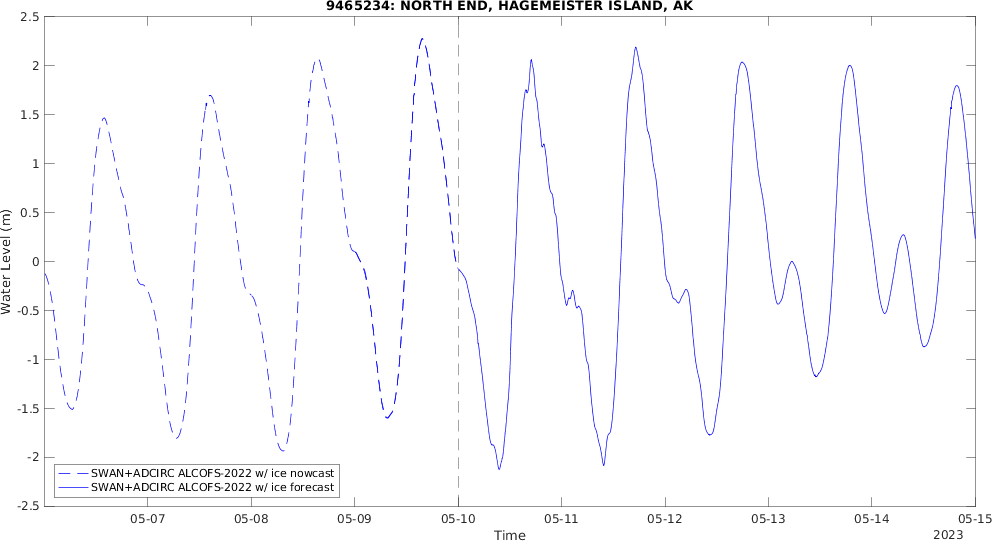 9465234: NORTH END, HAGEMEISTER ISLAND, AK
2.5
2
1.5
1
0.5
0
-0.5
-1
-1.5
-2
-2.5
Water Level (m)
SWAN+ADCIRC ALCOFS-2022 w/ ice nowcast
SWAN+ADCIRC ALCOFS-2022 w/ ice forecast
05-07 05-08 05-09 05-10 05-11 05-12 05-13 05-14 05-15
Time
2023